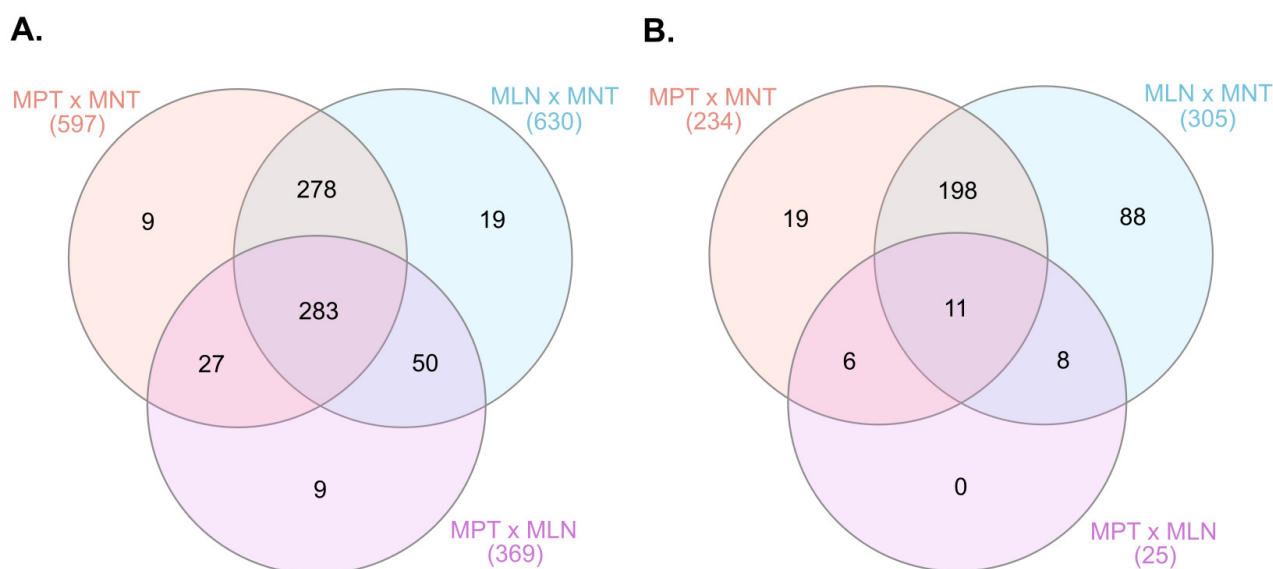 A.
MPT x MNT
(597)
MLN x MNT
(630)
278
9
19
283
27
50
9
MPT x MLN
(369)
B.
MPT x MNT
(234)
MLN x MNT
(305)
198
19
88
11
6
8
0
MPT x MLN
(25)